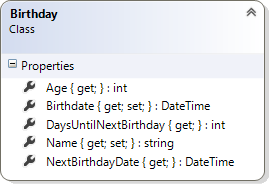 Birthday
Class
Properties
Age { get; } : int
Birthdate { get; set; } : DateTime
DaysUntilNextBirthday { get; } : int
Name { get; set; } : string
NextBirthdayDate { get; } : DateTime